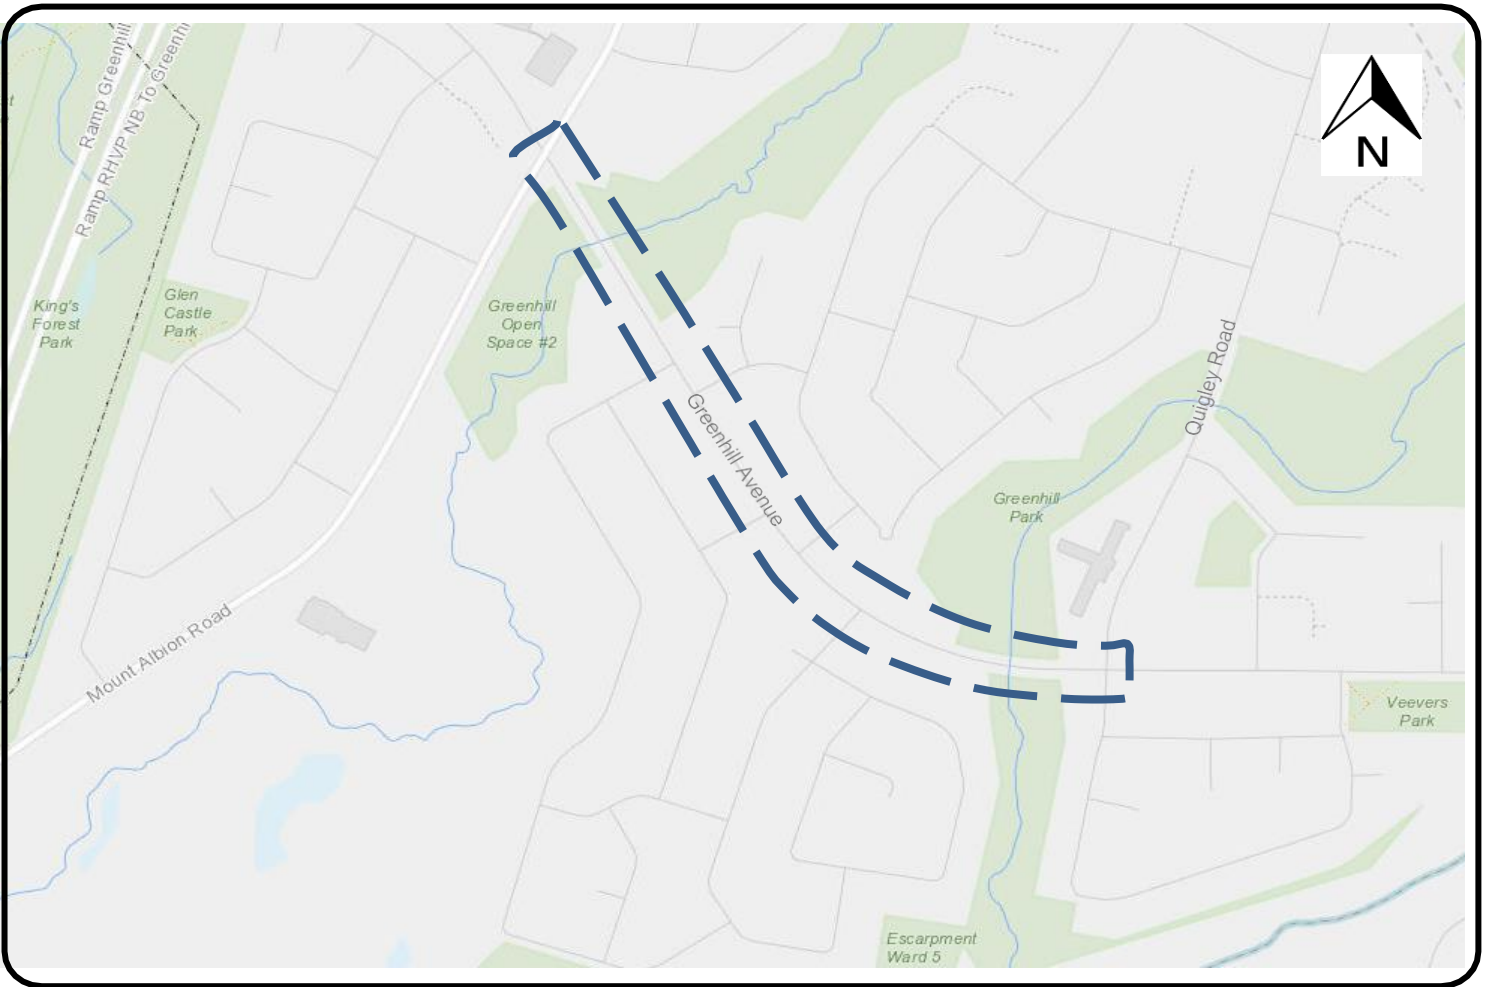 Ramp Greenhill
Ramp RHVP NB To Greenhi
N
King's
Forest
Park
Glen
Castle
Park
Greenhill
Open
Space #2
Quigley Road
Greenhill Avenue
Greenhill
Park
Mount Albion Road
Veevers
Park
Escarpment
Ward 5